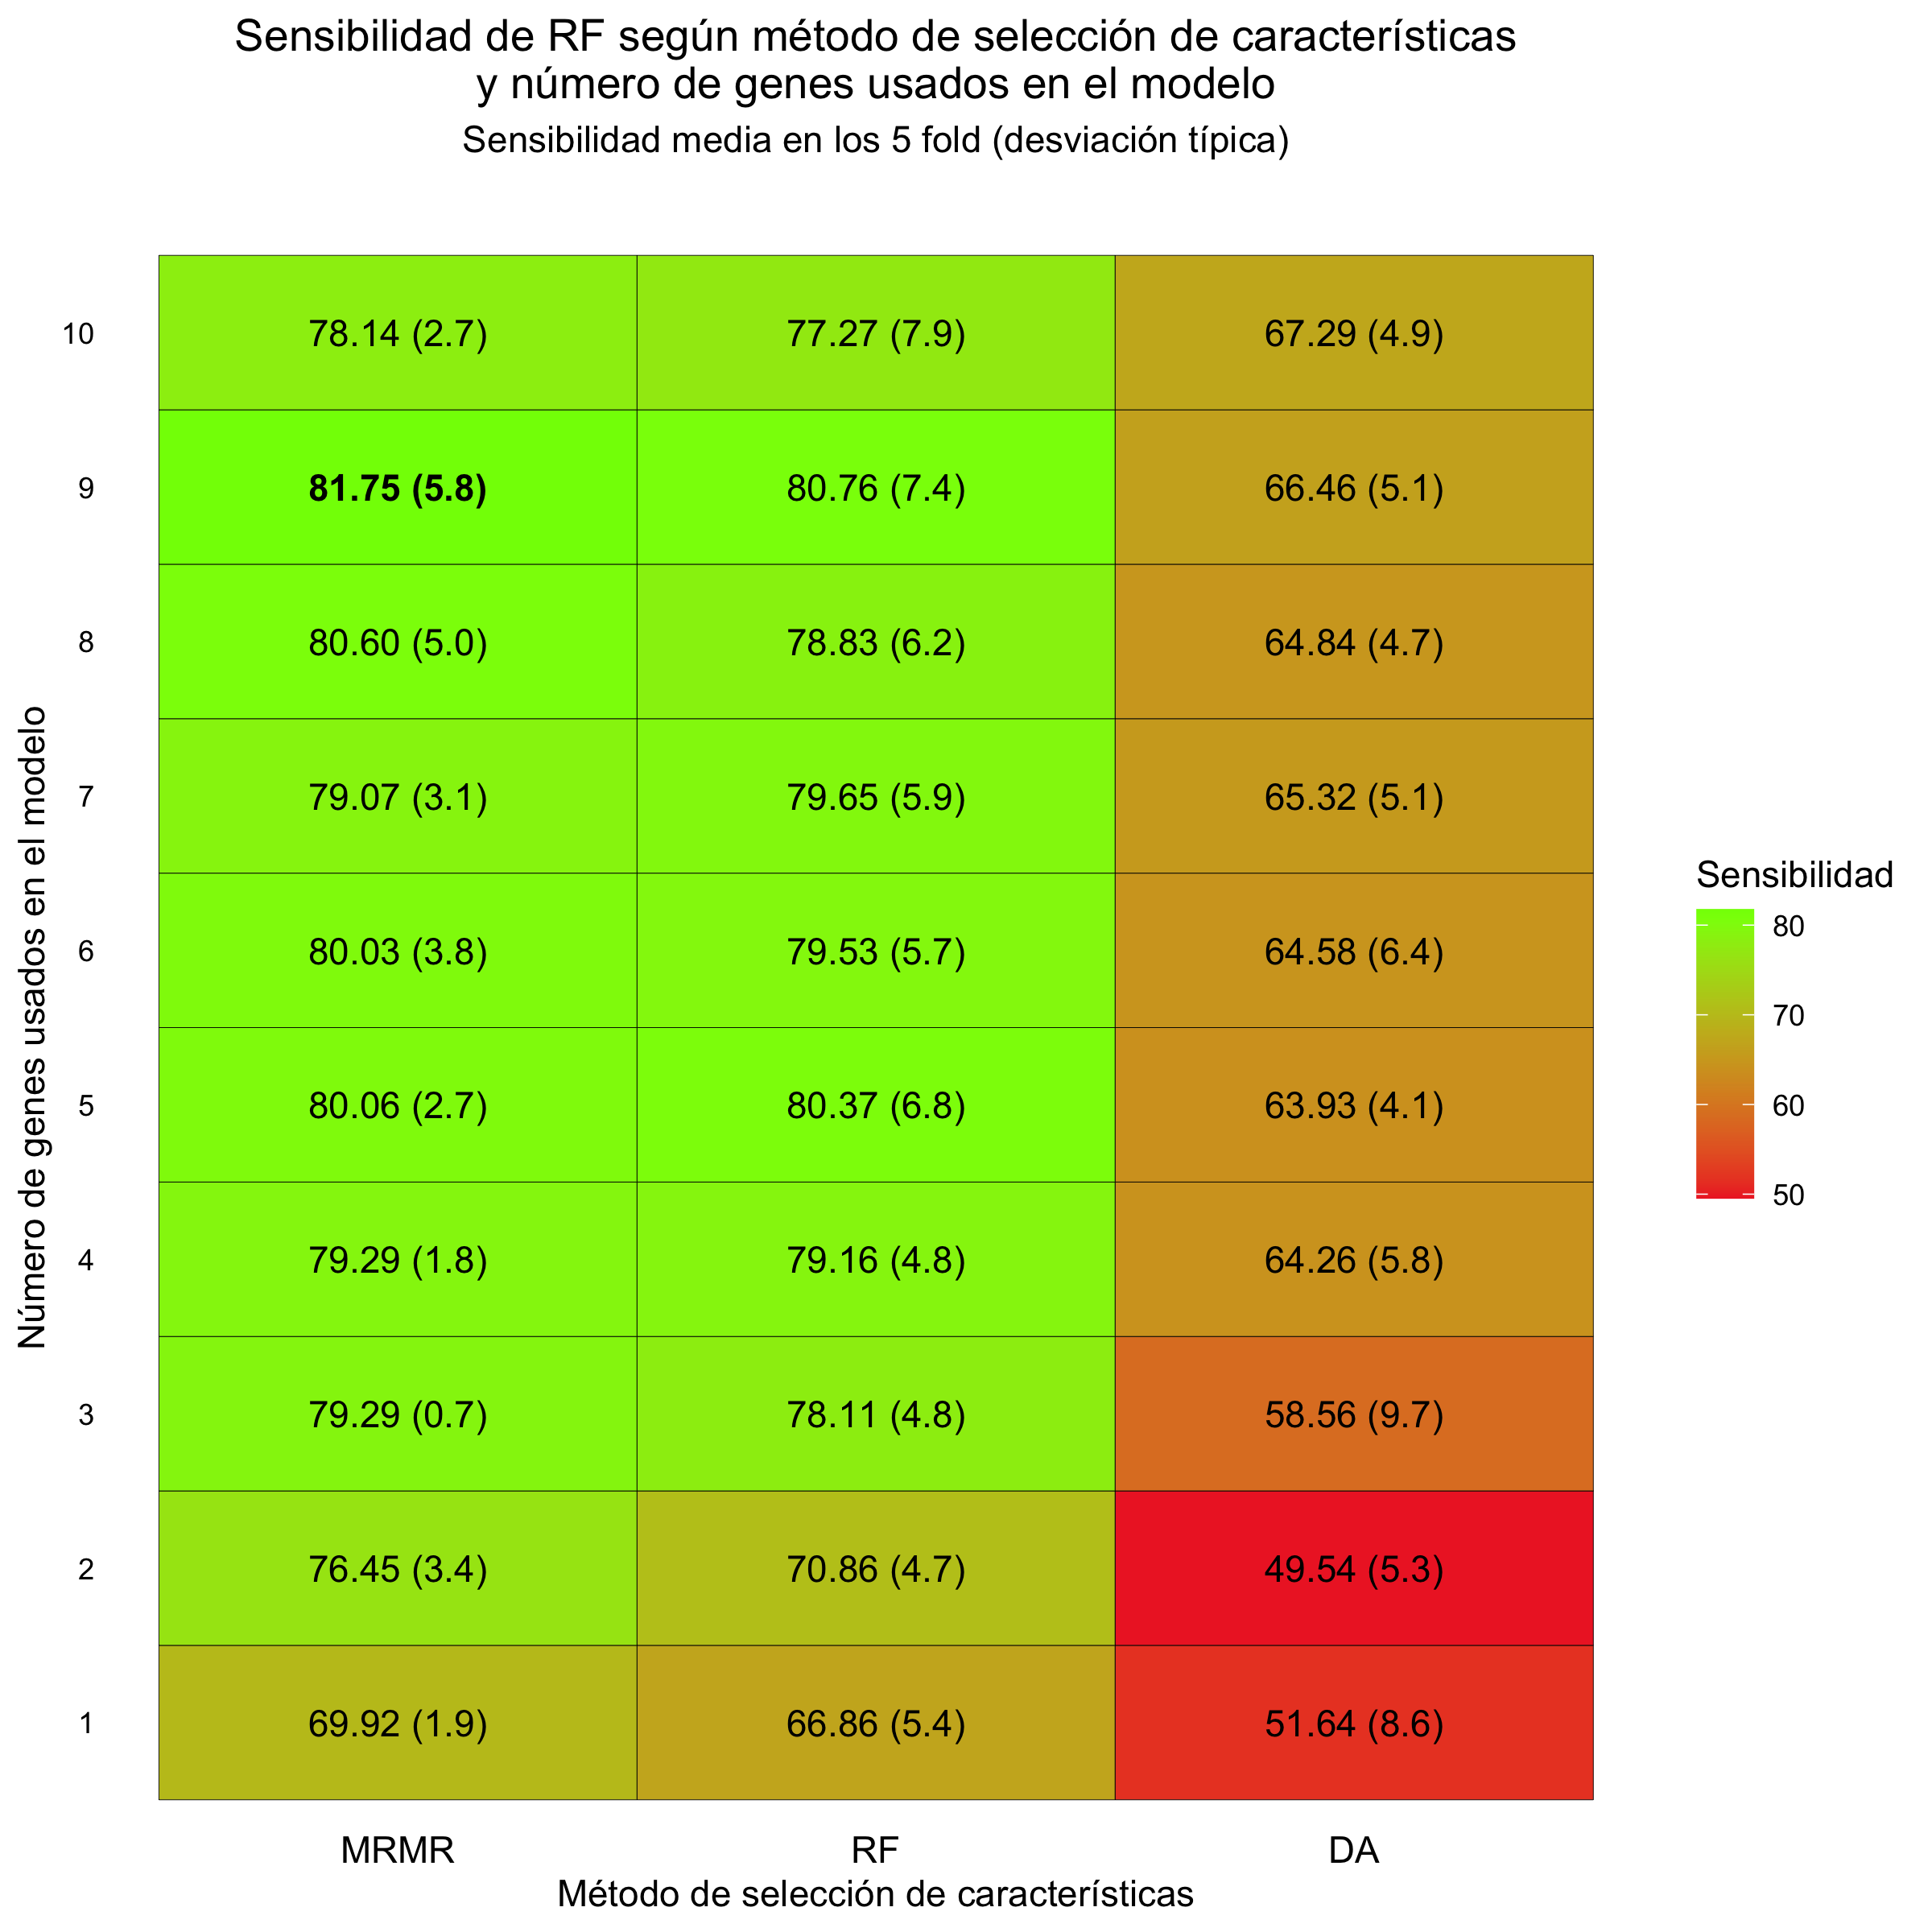 Sensibilidad de RF según método de selección de características
y número de genes usados en el modelo
Sensibilidad media en los 5 fold (desviación típica)
Número de genes usados en el modelo
10 78.14 (2.7) 77.27 (7.9) 67.29 (4.9)
9 81.75 (5.8) 80.76 (7.4) 66.46 (5.1)
8 80.60 (5.0) 78.83 (6.2) 64.84 (4.7)
7 79.07 (3.1) 79.65 (5.9) 65.32 (5.1)
6 80.03 (3.8) 79.53 (5.7) 64.58 (6.4)
5 80.06 (2.7) 80.37 (6.8) 63.93 (4.1)
4 79.29 (1.8) 79.16 (4.8) 64.26 (5.8)
3 79.29 (0.7) 78.11 (4.8) 58.56 (9.7)
2 76.45 (3.4) 70.86 (4.7) 49.54 (5.3)
1 69.92 (1.9) 66.86 (5.4) 51.64 (8.6)
MRMR RF DA
Método de selección de características
Sensibilidad
80
70
60
50